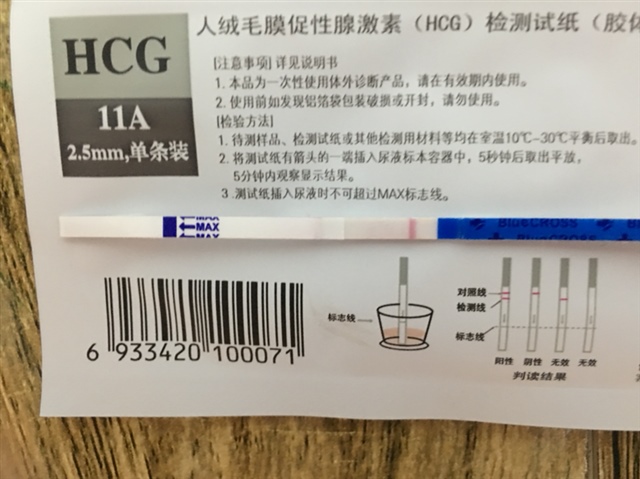 人绒毛膜促性腺激素（HCG）检测试纸（胶体
HCG
11A
2.5mm,单条装
[注意事项] 详见说明书
1. 本品为一次性使用体外诊断产品，请在有效期内使用。
2. 使用前如发现铝箔袋包装破损或开封，请勿使用。
[检验方法]
1. 待测样品、检测试纸或其他检测用材料等均在室温10℃-30℃平衡后取出。
2. 将测试纸有箭头的一端插入尿液标本容器中，5秒钟后取出平放，
5分钟内观察显示结果。
3. 测试纸插入尿液时不可超过MAX标志线。
MAX
MAX
MAX
BlueCROSS
BlueCROSS
标志线
对照线
检测线
标志线
阳性 阴性 无效 无效
判读结果
6 933420 100071